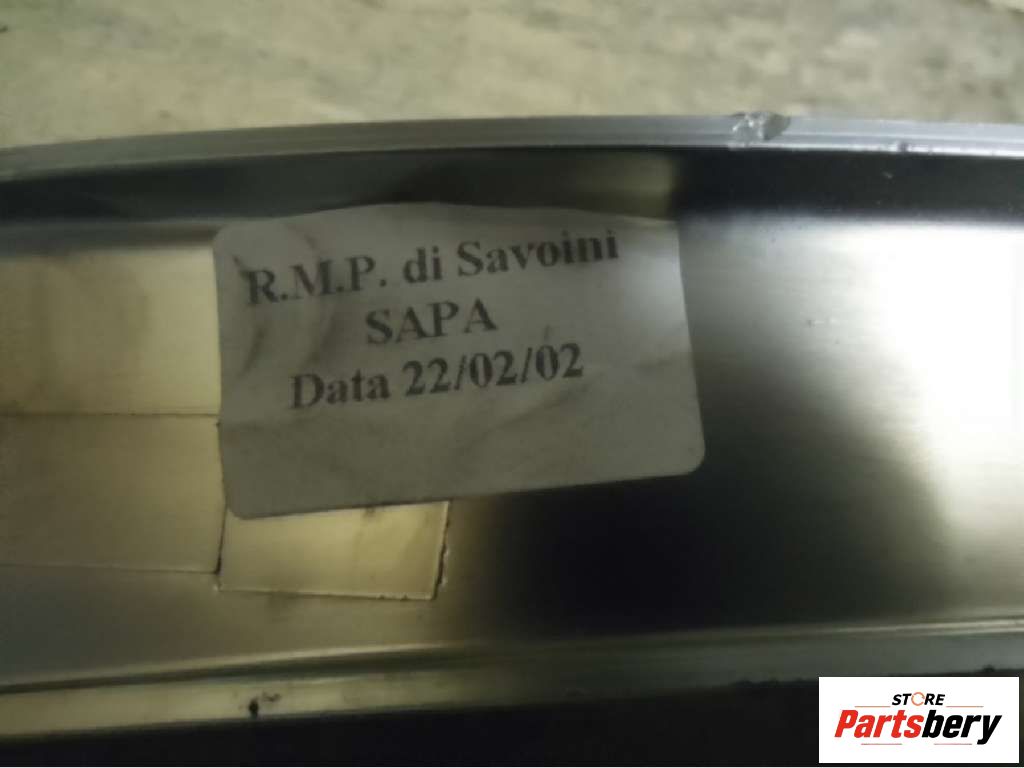 R.M.P. di Savoini
SAPA
Data 22/02/02
STORE
Partsbery